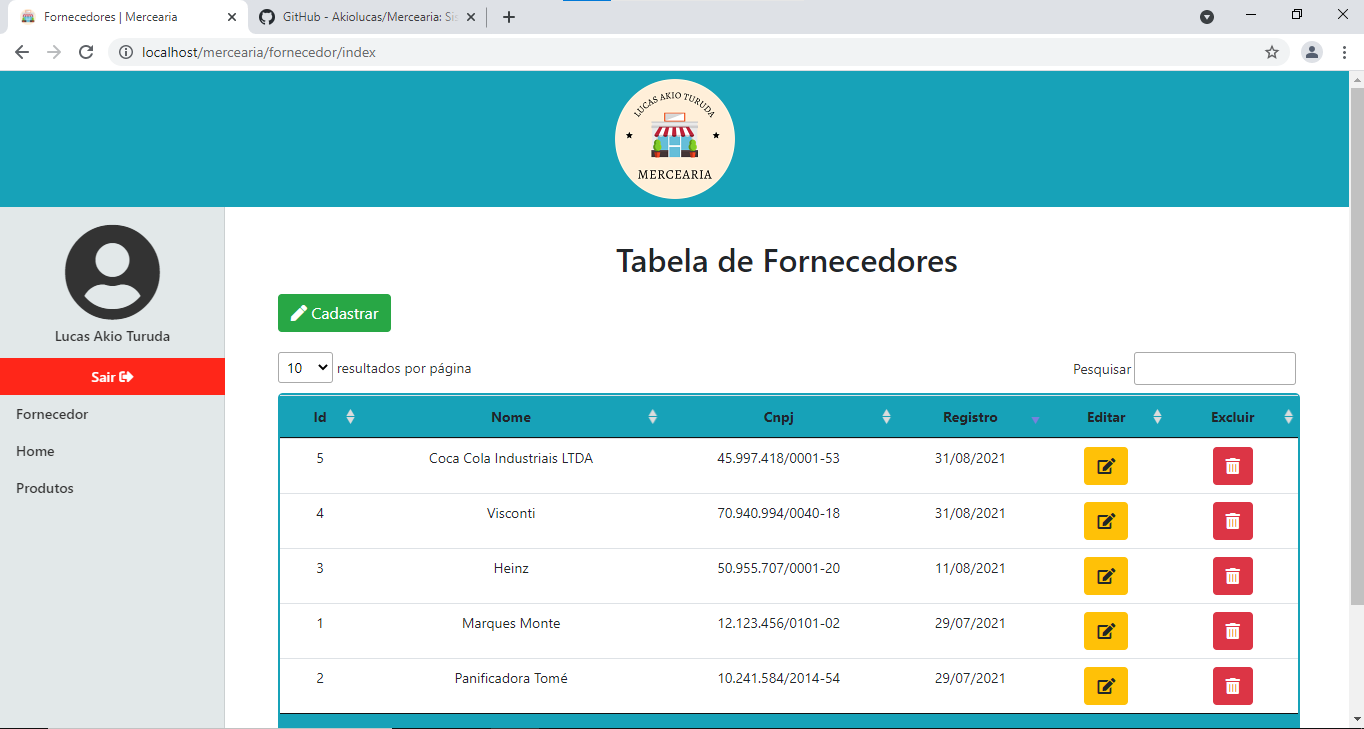 Fornecedores | Mercearia
GitHub - Akiolucas/Mercearia: Sis
localhost/mercearia/fornecedor/index
LUCAS AKIO TURUDA
MERCEARIA
Lucas Akio Turuda
Sair
Fornecedor
Home
Produtos
Tabela de Fornecedores
Cadastrar
10 resultados por página
Pesquisar
Id Nome Cnpj Registro Editar Excluir
5 Coca Cola Industriais LTDA 45.997.418/0001-53 31/08/2021
4 Visconti 70.940.994/0040-18 31/08/2021
3 Heinz 50.955.707/0001-20 11/08/2021
1 Marques Monte 12.123.456/0101-02 29/07/2021
2 Panificadora Tomé 10.241.584/2014-54 29/07/2021